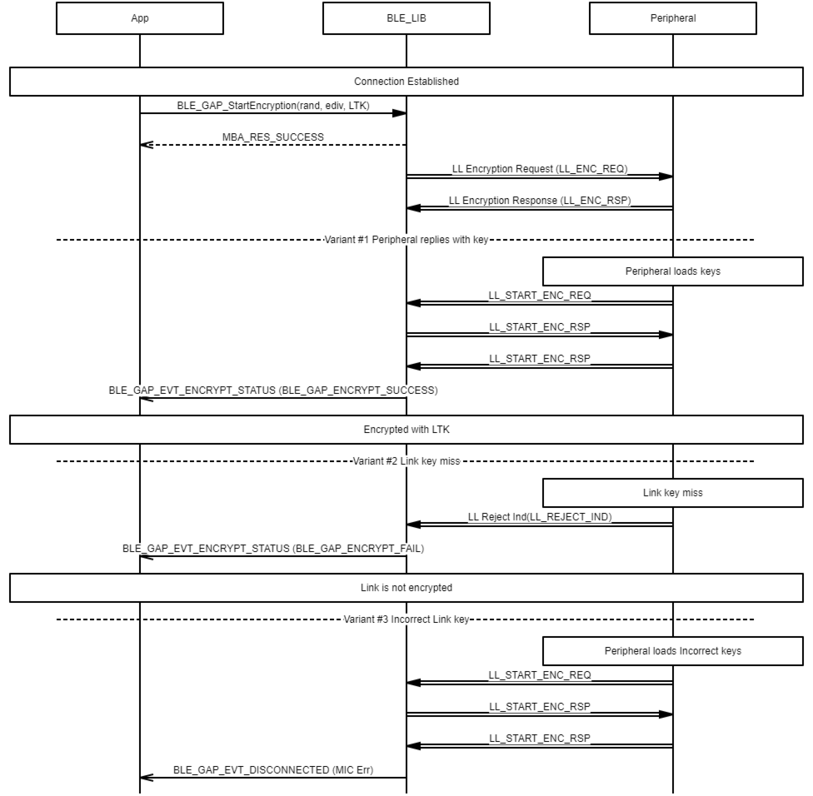 App
BLE_LIB
Peripheral
Connection Established
BLE_GAP_StartEncryption(rand, ediv, LTK)
MBA_RES_SUCCESS
LL Encryption Request (LL_ENC_REQ)
LL Encryption Response (LL_ENC_RSP)
Variant #1 Peripheral replies with key
Peripheral loads keys
LL_START_ENC_REQ
LL_START_ENC_RSP
LL_START_ENC_RSP
BLE_GAP_EVT_ENCRYPT_STATUS (BLE_GAP_ENCRYPT_SUCCESS)
Encrypted with LTK
Variant #2 Link key miss
Link key miss
LL Reject Ind(LL_REJECT_IND)
BLE_GAP_EVT_ENCRYPT_STATUS (BLE_GAP_ENCRYPT_FAIL)
Link is not encrypted
Variant #3 Incorrect Link key
Peripheral loads Incorrect keys
LL_START_ENC_REQ
LL_START_ENC_RSP
LL_START_ENC_RSP
BLE_GAP_EVT_DISCONNECTED (MIC Err)